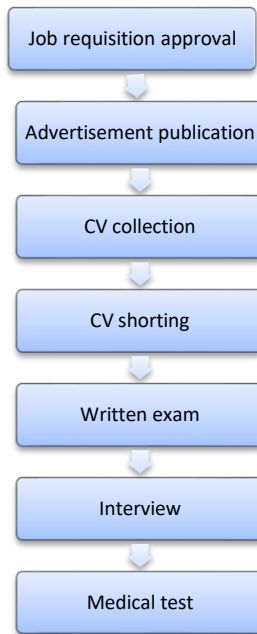 Job requisition approval
Advertisement publication
CV collection
CV shorting
Written exam
Interview
Medical test